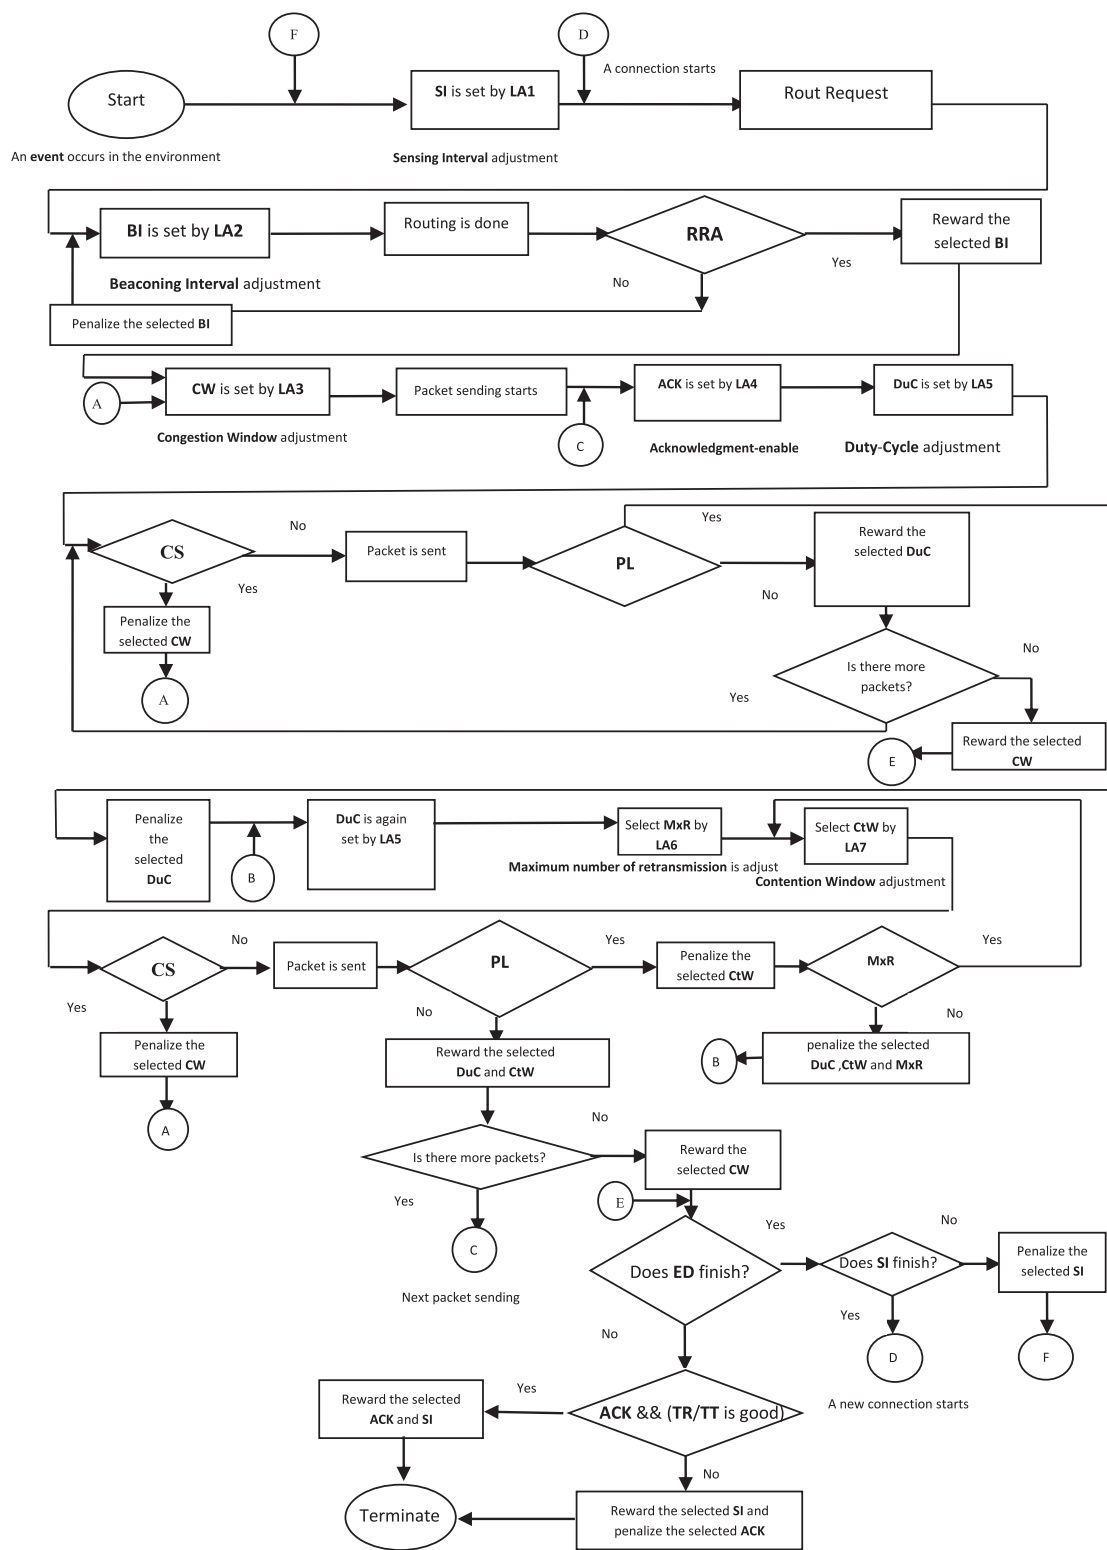 F
D
A connection starts
Start
SI is set by LA1
Rout Request
An event occurs in the environment
Sensing Interval adjustment
BI is set by LA2
Routing is done
RRA
Yes
Reward the
selected BI
Beaconing Interval adjustment
No
Penalize the selected BI
A
CW is set by LA3
Packet sending starts
ACK is set by LA4
DuC is set by LA5
Congestion Window adjustment
C
Acknowledgment-enable
Duty-Cycle adjustment
CS
No
Yes
Packet is sent
PL
Yes
No
Reward the
selected DuC
Penalize the
selected CW
A
Is there more
packets?
No
Yes
Reward the selected
CW
E
Penalize
the
selected
DuC
B
DuC is again
set by LA5
Select MxR by
LA6
Select CtW by
LA7
Maximum number of retransmission is adjust
Contention Window adjustment
CS
No
Yes
Packet is sent
PL
Yes
No
Penalize the
selected CtW
MxR
Yes
No
Penalize the
selected CW
A
Reward the selected
DuC and CtW
B
penalize the selected
DuC ,CtW and MxR
Is there more packets?
No
Yes
Reward the
selected CW
E
C
Next packet sending
Does ED finish?
Yes
No
Does SI finish?
No
Yes
Penalize the
selected SI
D
F
A new connection starts
ACK && (TR/TT is good)
Yes
No
Reward the selected
ACK and SI
Terminate
Reward the selected SI and
penalize the selected ACK